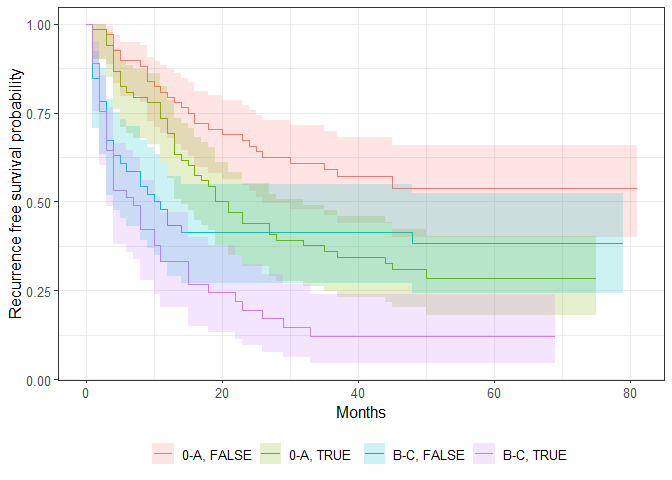 Recurrence free survival probability
1.00
0.75
0.50
0.25
0.00
0 20 40 60 80
Months
0-A, FALSE 0-A, TRUE B-C, FALSE B-C, TRUE